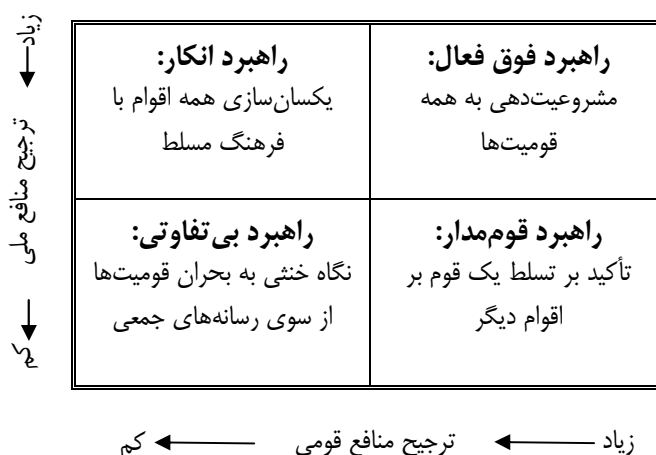 راهبرد فوق فعال:
مشروعیت‌دهی به همه
قومیت‌ها
راهبرد انکار:
یکسان‌سازی همه اقوام با
فرهنگ مسلط
راهبرد قوم‌مدار:
تأکید بر تسلط یک قوم بر
اقوام دیگر
راهبرد بی‌تفاوتی:
نگاه خنثی به بحران قومیت‌ها
از سوی رسانه‌های جمعی
زیاد ترجیح منافع ملی کم
زیاد ترجیح منافع قومی کم